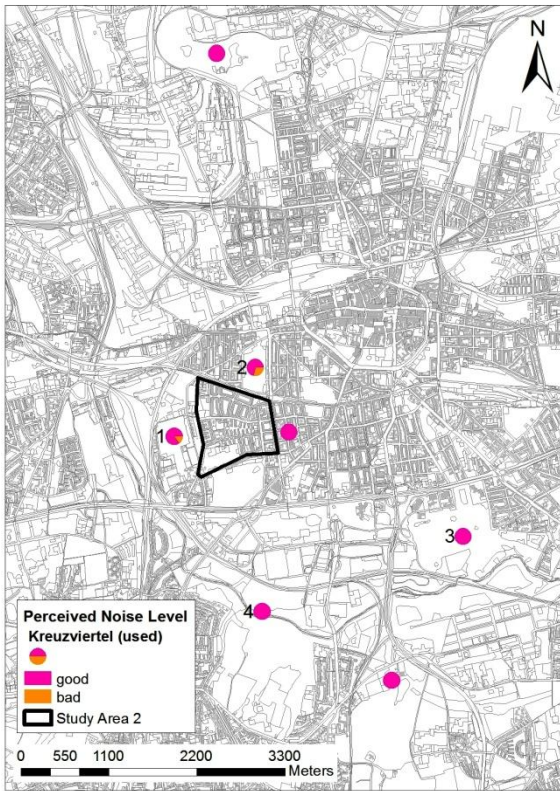 N
2
1
3
4
Perceived Noise Level
Kreuzviertel (used)
good
bad
Study Area 2
0 550 1100 2200 3300
Meters